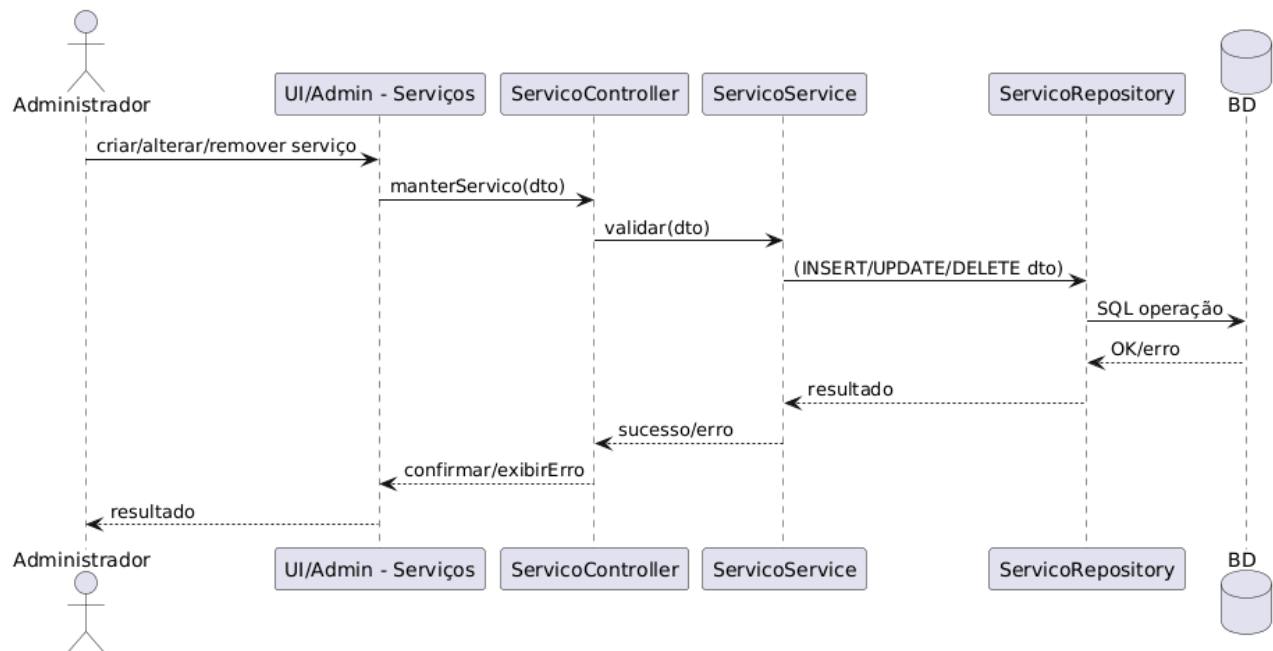 Administrador
UI/Admin - Serviços
ServicoController
ServicoService
ServicoRepository
BD
criar/alterar/remover serviço
manterServico(dto)
validar(dto)
(INSERT/UPDATE/DELETE dto)
SQL operação
OK/erro
resultado
sucesso/erro
confirmar/exibirErro
resultado
Administrador
UI/Admin - Serviços
ServicoController
ServicoService
ServicoRepository
BD